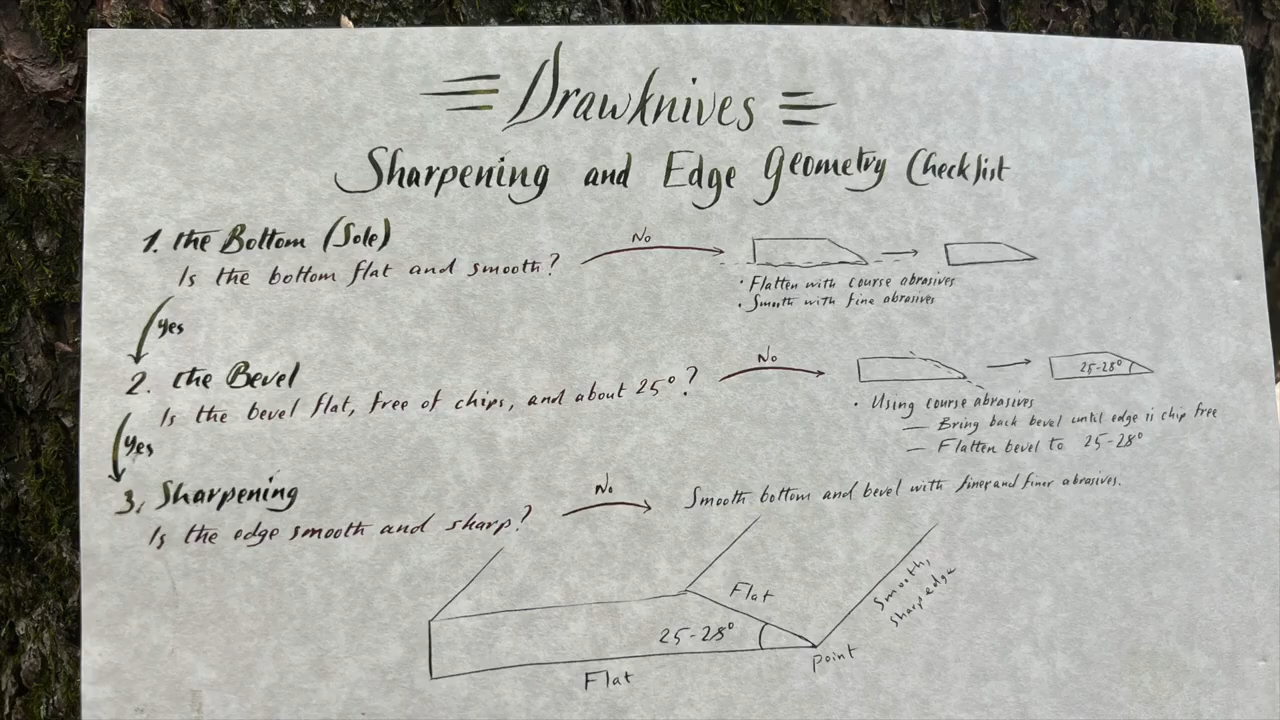 Drawknives
Sharpening and Edge Geometry Checklist
1. the Bottom (Sole)
Is the bottom flat and smooth?
No
• Flatten with course abrasives
• Smooth with fine abrasives
Yes
2. the Bevel
Is the bevel flat, free of chips, and about 25°?
No
25-28°
• Using course abrasives
— Bring back bevel until edge is chip free
— Flatten bevel to 25-28°
Yes
3. Sharpening
Is the edge smooth and sharp?
No
Smooth bottom and bevel with finer and finer abrasives.
Flat
25-28°
Flat
point
Smooth,
sharp edge